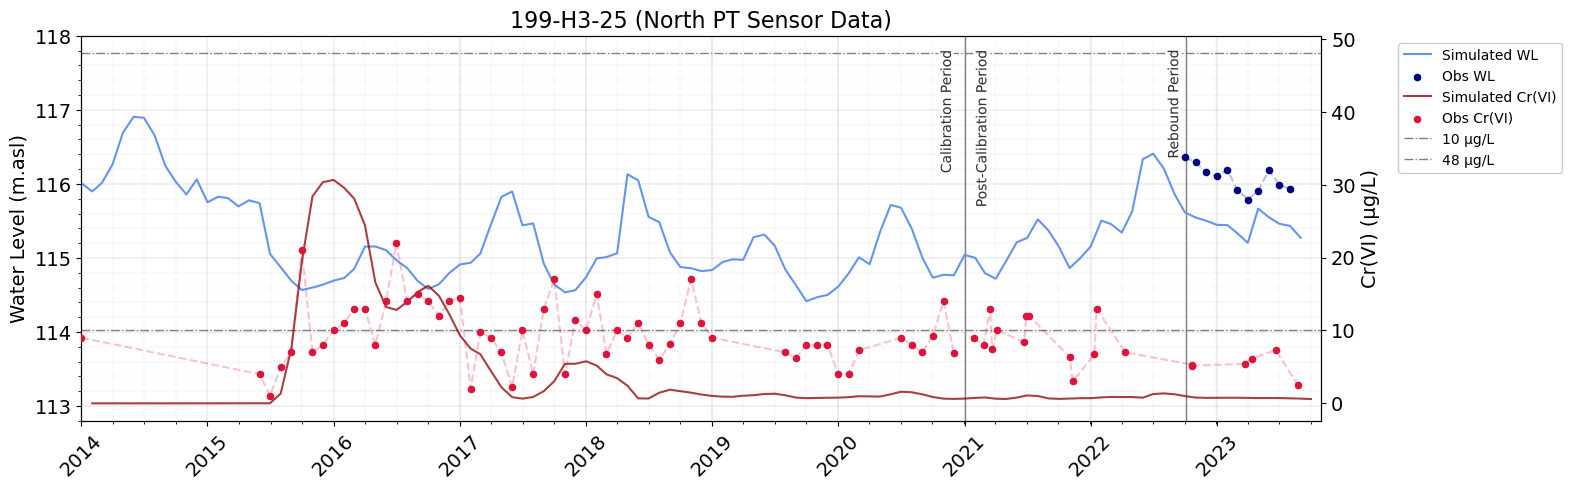 199-H3-25 (North PT Sensor Data)
Water Level (m.asl)
118
117
116
115
114
113
Calibration Period
Post-Calibration Period
Rebound Period
50
40
30
20
10
0
Cr(VI) (μg/L)
2014
2015
2016
2017
2018
2019
2020
2021
2022
2023
Simulated WL
Obs WL
Simulated Cr(VI)
Obs Cr(VI)
10 μg/L
48 μg/L